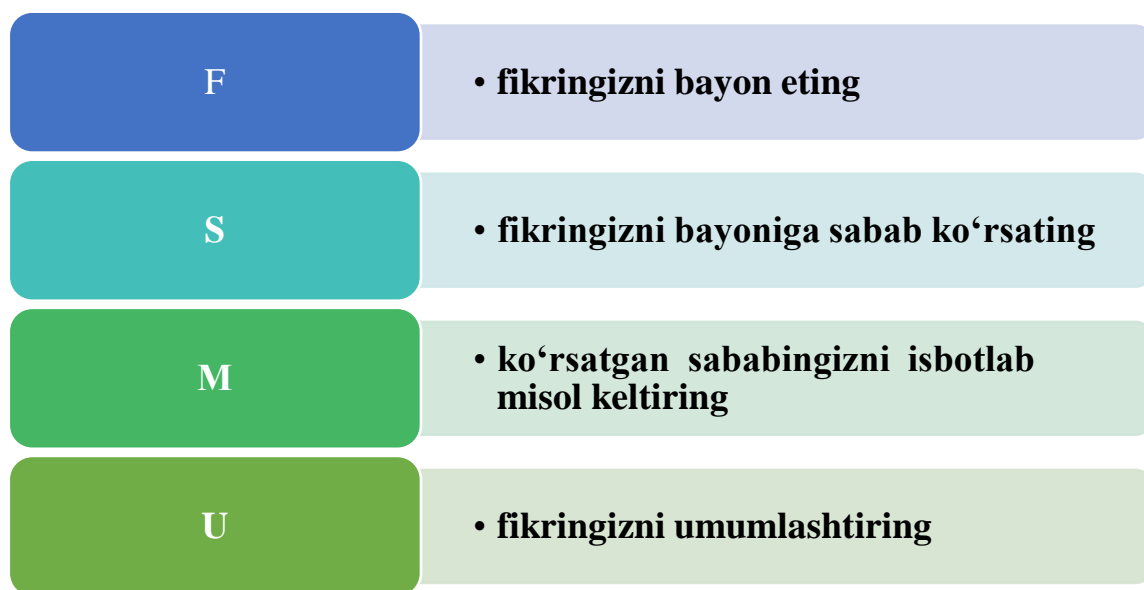 F
• fikringizni bayon eting
S
• fikringizni bayoniga sabab ko‘rsating
M
• ko‘rsatgan sababingizni isbotlab
misol keltiring
U
• fikringizni umumlashtiring